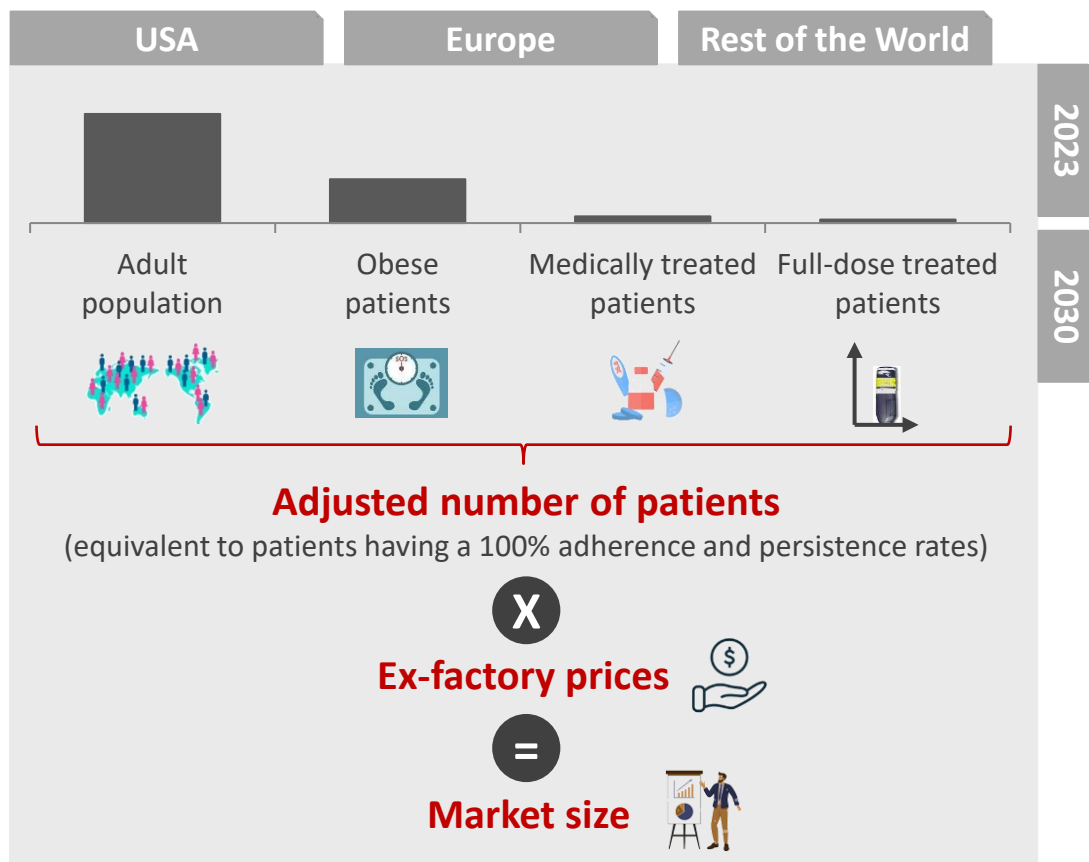 USA
Europe
Rest of the World
2023
2030
Adult
population
Obese
patients
Medically treated
patients
Full-dose treated
patients
SOS
Adjusted number of patients
(equivalent to patients having a 100% adherence and persistence rates)
X
Ex-factory prices
$
=
Market size